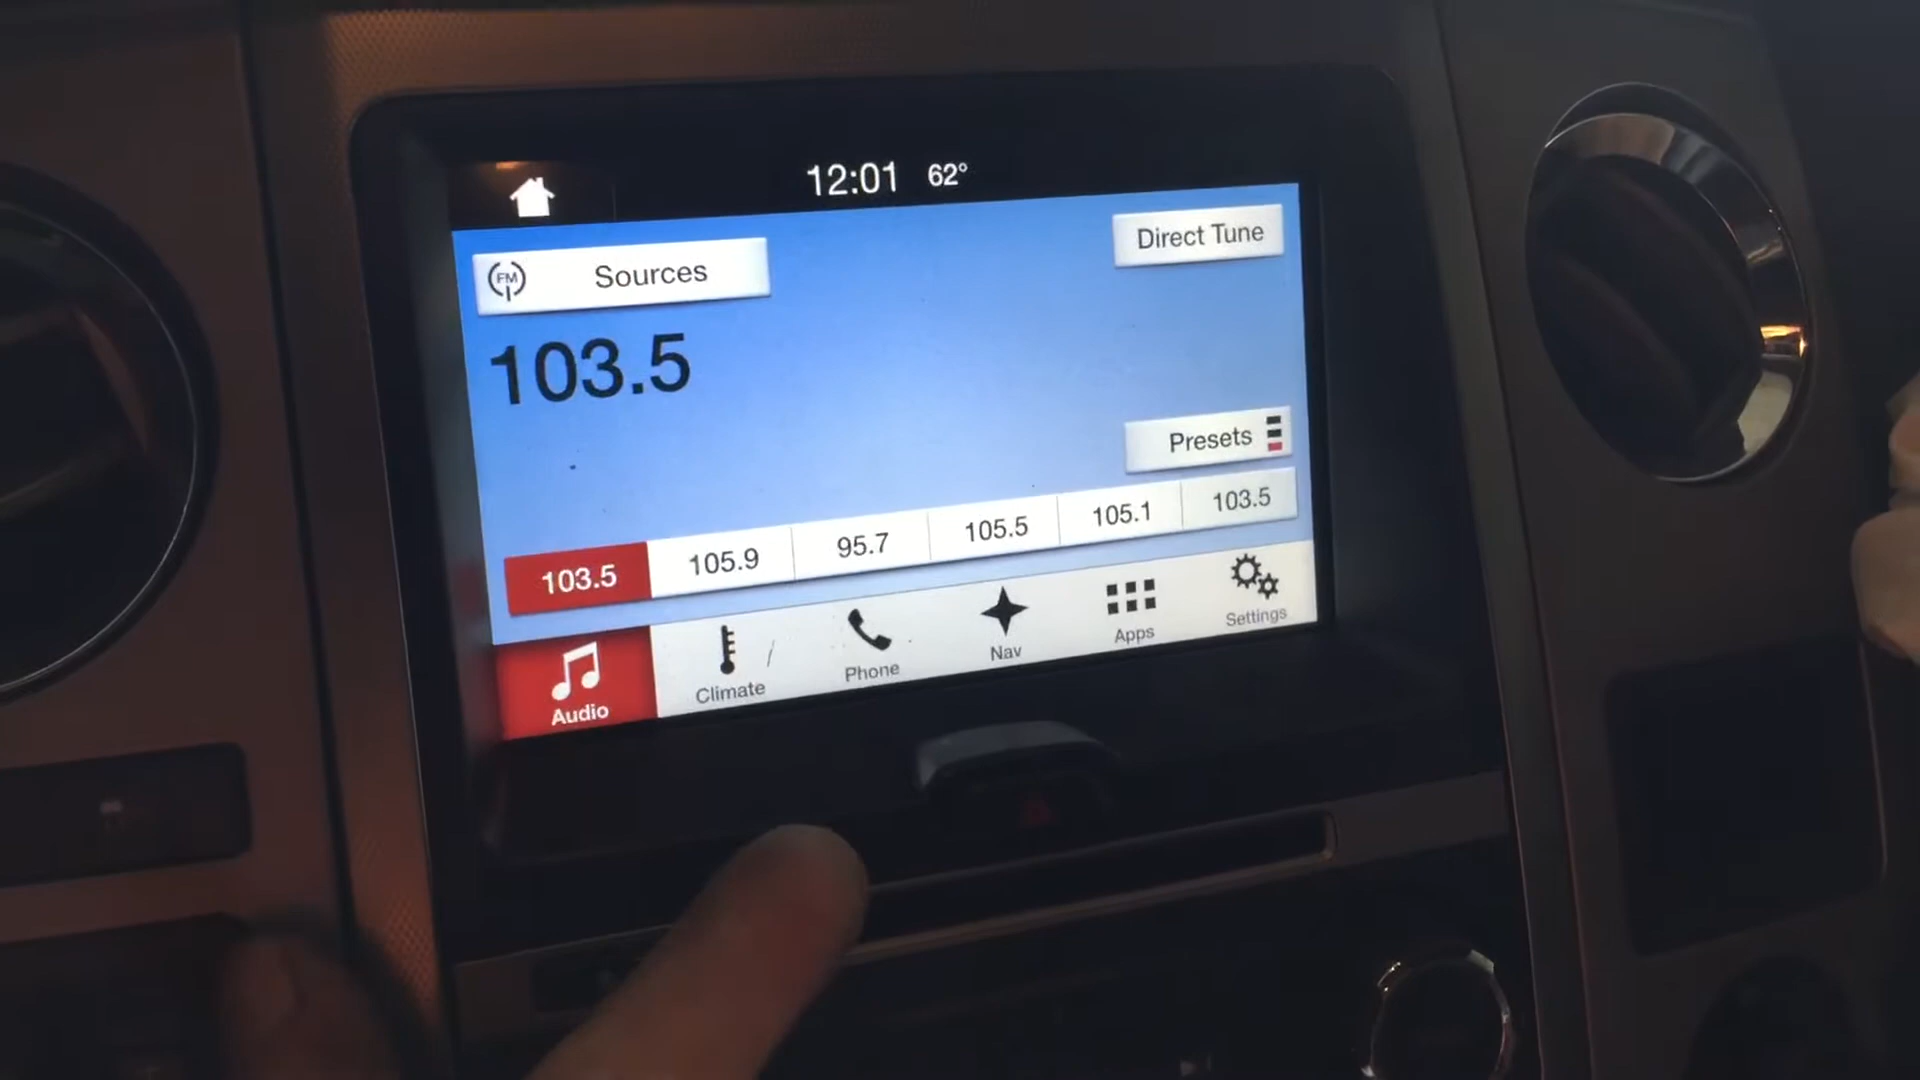 12:01 62°
FM Sources
Direct Tune
103.5
Presets
103.5 105.9 95.7 105.5 105.1 103.5
Audio Climate Phone Nav Apps Settings